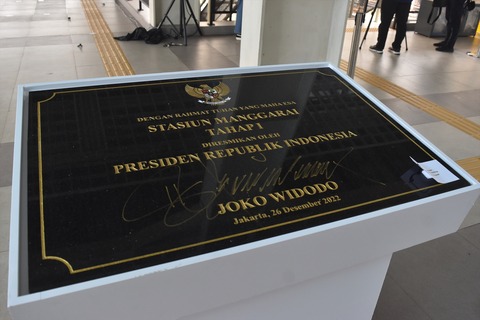 DENGAN RAHMAT TUHAN YANG MAHA ESA
STASIUN MANGGARAI
TAHAP I
DIRESMIKAN OLEH
PRESIDEN REPUBLIK INDONESIA
JOKO WIDODO
Jakarta, 26 Desember 2022